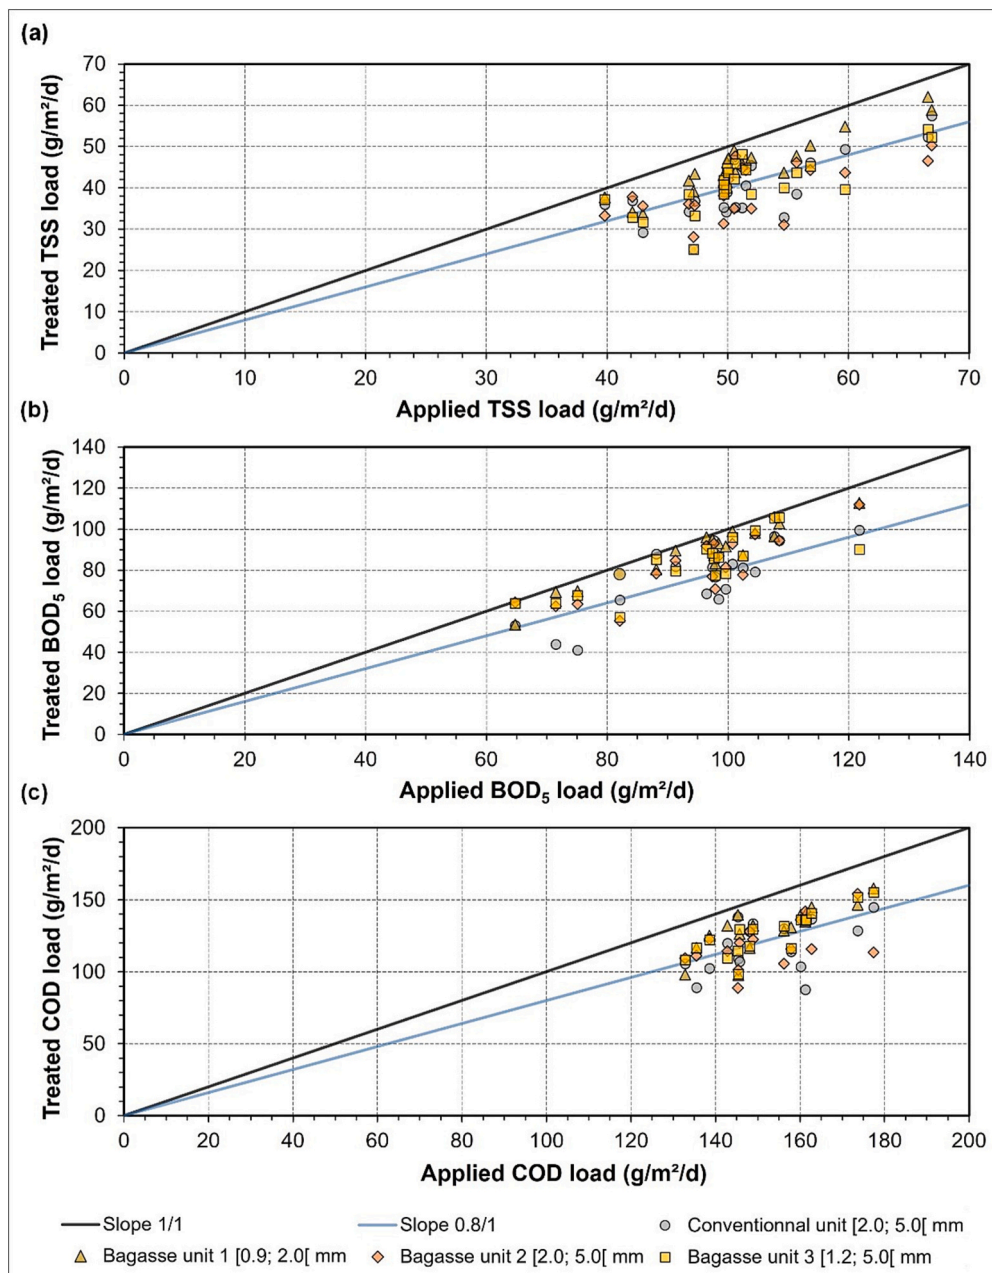 (a)
Treated TSS load (g/m²/d)
70
60
50
40
30
20
10
0
0 10 20 30 40 50 60 70
Applied TSS load (g/m²/d)
(b)
Treated BOD₅ load (g/m²/d)
140
120
100
80
60
40
20
0
0 20 40 60 80 100 120 140
Applied BOD₅ load (g/m²/d)
(c)
Treated COD load (g/m²/d)
200
150
100
50
0
0 20 40 60 80 100 120 140 160 180 200
Applied COD load (g/m²/d)
Slope 1/1 Slope 0.8/1 Conventionnal unit [2.0; 5.0[ mm
Bagasse unit 1 [0.9; 2.0[ mm Bagasse unit 2 [2.0; 5.0[ mm Bagasse unit 3 [1.2; 5.0[ mm